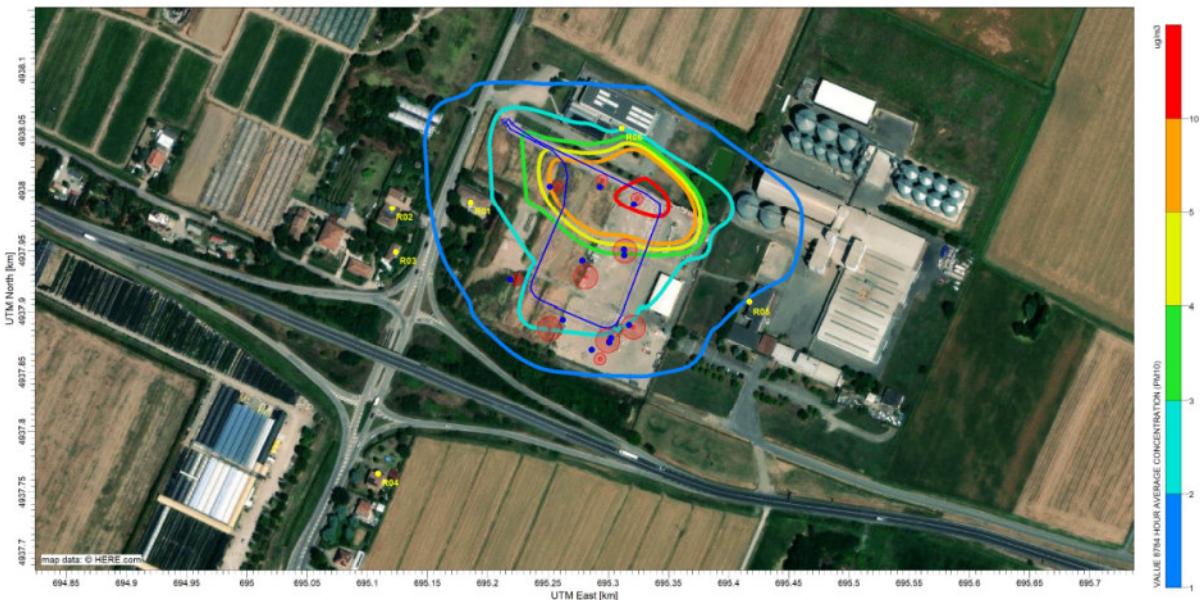 ug/m3
4938.1
4938.05
4938
4937.95
4937.9
4937.85
4937.8
4937.75
4937.7
UTM North [km]
R06
R01
R02
R03
R05
R04
map data: © HERE.com
694.85 694.9 694.95 695 695.05 695.1 695.15 695.2 695.25 695.3 695.35 695.4 695.45 695.5 695.55 695.6 695.65 695.7
UTM East [km]
10
5
4
3
2
1
VALUE 8784 HOUR AVERAGE CONCENTRATION (PM10)